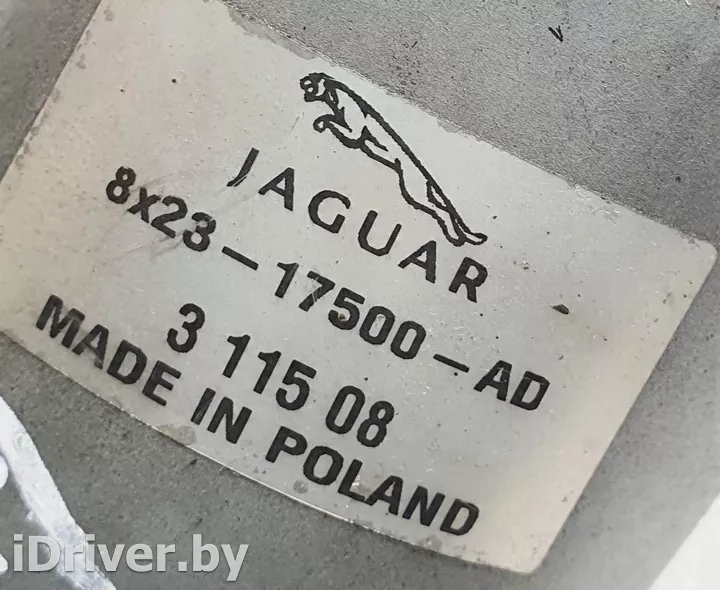 JAGUAR
8x23-17500-AD
3 115 08
MADE IN POLAND
iDriver.by